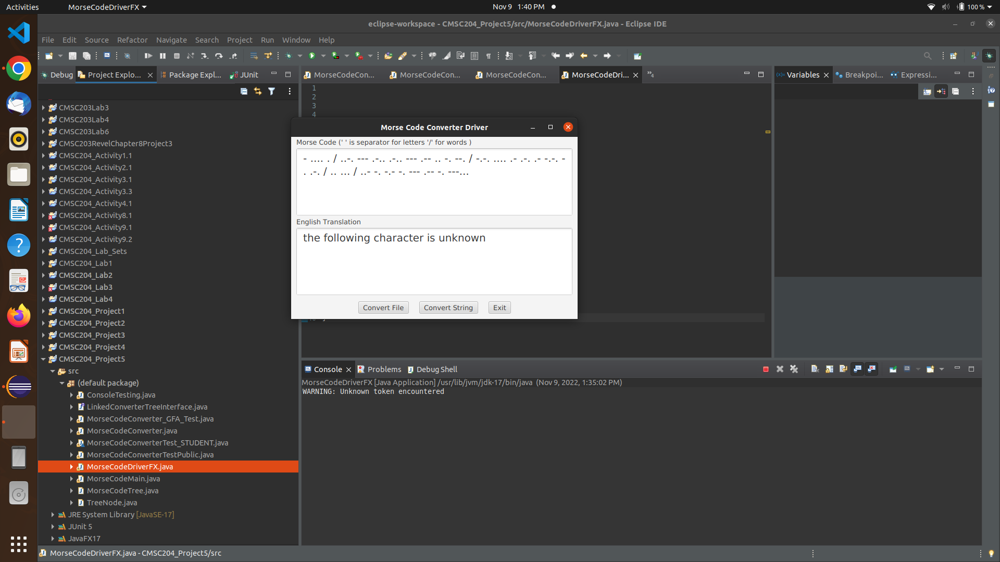 Activities
MorseCodeDriverFX
Nov 9 1:40 PM
100 %
eclipse-workspace - CMSC204_Project5/src/MorseCodeDriverFX.java - Eclipse IDE
File Edit Source Refactor Navigate Search Project Run Window Help
Debug
Project Explo...
Package Expl...
JUnit
MorseCodeCon...
MorseCodeCon...
MorseCodeCon...
MorseCodeDri...
»4
Variables
Breakpoi...
Expressi...
CMSC203Lab3
CMSC203Lab4
CMSC203Lab6
CMSC203RevelChapter8Project3
CMSC204_Activity1.1
CMSC204_Activity2.1
CMSC204_Activity3.1
CMSC204_Activity3.3
CMSC204_Activity4.1
CMSC204_Activity8.1
CMSC204_Activity9.1
CMSC204_Activity9.2
CMSC204_Lab_Sets
CMSC204_Lab1
CMSC204_Lab2
CMSC204_Lab3
CMSC204_Lab4
CMSC204_Project1
CMSC204_Project2
CMSC204_Project3
CMSC204_Project4
CMSC204_Project5
src
(default package)
ConsoleTesting.java
LinkedConverterTreeInterface.java
MorseCodeConverter_GFA_Test.java
MorseCodeConverter.java
MorseCodeConverterTest_STUDENT.java
MorseCodeConverterTestPublic.java
MorseCodeDriverFX.java
MorseCodeMain.java
MorseCodeTree.java
TreeNode.java
JRE System Library [JavaSE-17]
JUnit 5
JavaFX17
1
2
3
4
Morse Code Converter Driver
Morse Code (' ' is separator for letters '/' for words )
- .... . / ..-. --- .-.. .-.. --- .-- .. -. --. / -.-. .... .- .-. .- -.-. -
. .-. / .. ... / ..- -. -.- -. --- .-- -. ---...
English Translation
the following character is unknown
Convert File
Convert String
Exit
Console
Problems
Debug Shell
MorseCodeDriverFX [Java Application] /usr/lib/jvm/jdk-17/bin/java (Nov 9, 2022, 1:35:02 PM)
WARNING: Unknown token encountered
MorseCodeDriverFX.java - CMSC204_Project5/src